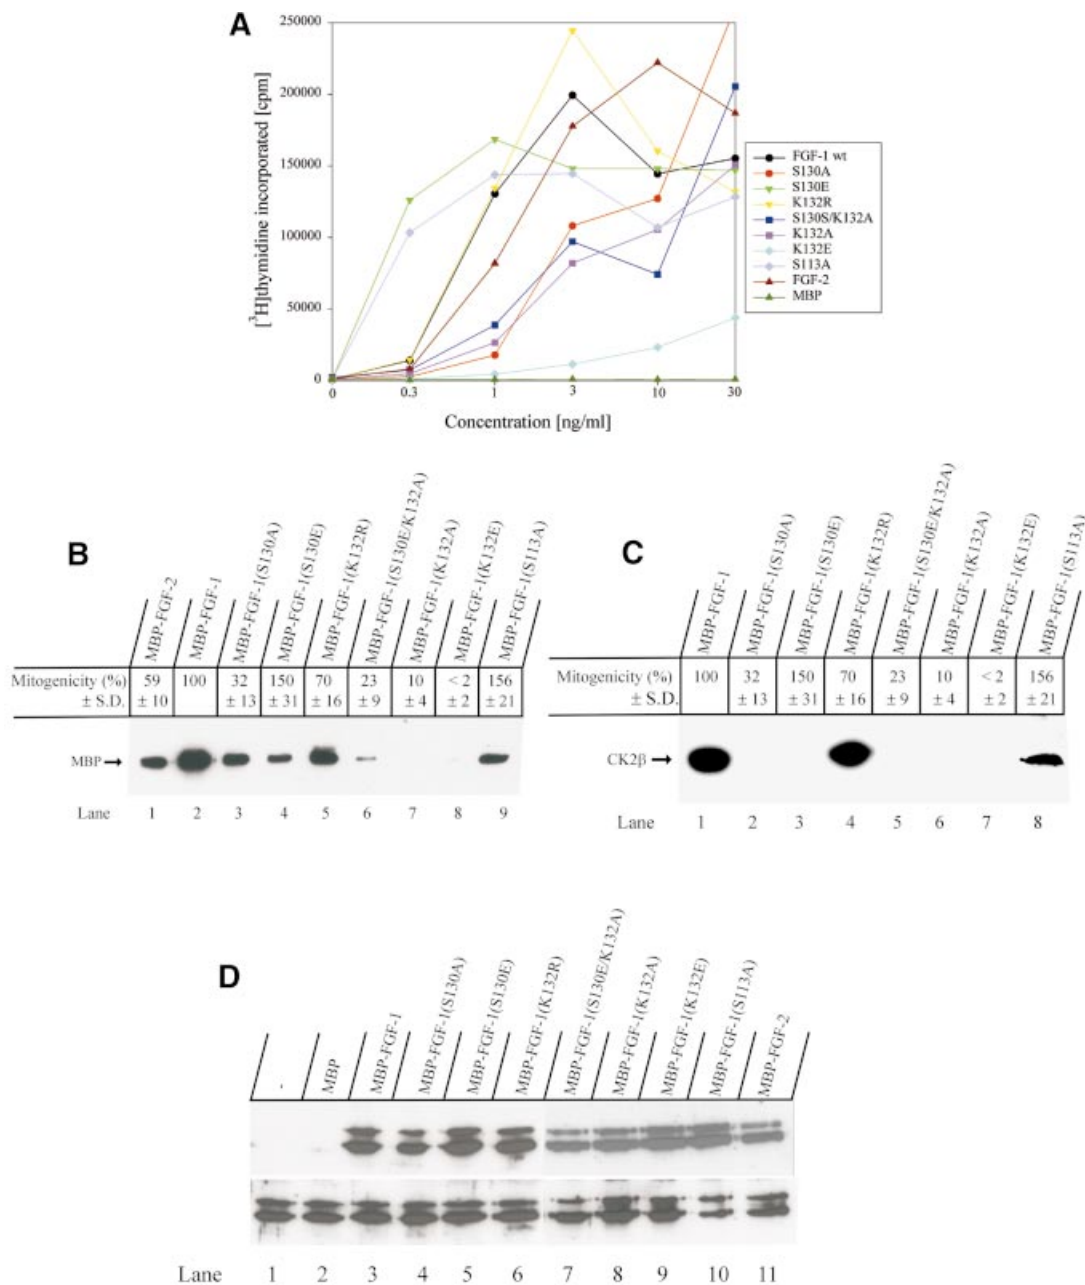 A
[³H]thymidine incorporated [cpm]
250000
200000
150000
100000
50000
0
0 0.3 1 3 10 30
Concentration [ng/ml]
FGF-1 wt
S130A
S130E
K132R
S130S/K132A
K132A
K132E
S113A
FGF-2
MBP
B
MBP-FGF-2
MBP-FGF-1
MBP-FGF-1(S130A)
MBP-FGF-1(S130E)
MBP-FGF-1(K132R)
MBP-FGF-1(S130E/K132A)
MBP-FGF-1(K132A)
MBP-FGF-1(K132E)
MBP-FGF-1(S113A)
Mitogenicity (%) 59 100 32 150 70 23 10 < 2 156
± S.D. ± 10 ± 13 ± 31 ± 16 ± 9 ± 4 ± 2 ± 21
MBP
Lane 1 2 3 4 5 6 7 8 9
C
MBP-FGF-1
MBP-FGF-1(S130A)
MBP-FGF-1(S130E)
MBP-FGF-1(K132R)
MBP-FGF-1(S130E/K132A)
MBP-FGF-1(K132A)
MBP-FGF-1(K132E)
MBP-FGF-1(S113A)
Mitogenicity (%) 100 32 150 70 23 10 < 2 156
± S.D. ± 13 ± 31 ± 16 ± 9 ± 4 ± 2 ± 21
CK2β
Lane 1 2 3 4 5 6 7 8
D
MBP
MBP-FGF-1
MBP-FGF-1(S130A)
MBP-FGF-1(S130E)
MBP-FGF-1(K132R)
MBP-FGF-1(S130E/K132A)
MBP-FGF-1(K132A)
MBP-FGF-1(K132E)
MBP-FGF-1(S113A)
MBP-FGF-2
Lane 1 2 3 4 5 6 7 8 9 10 11